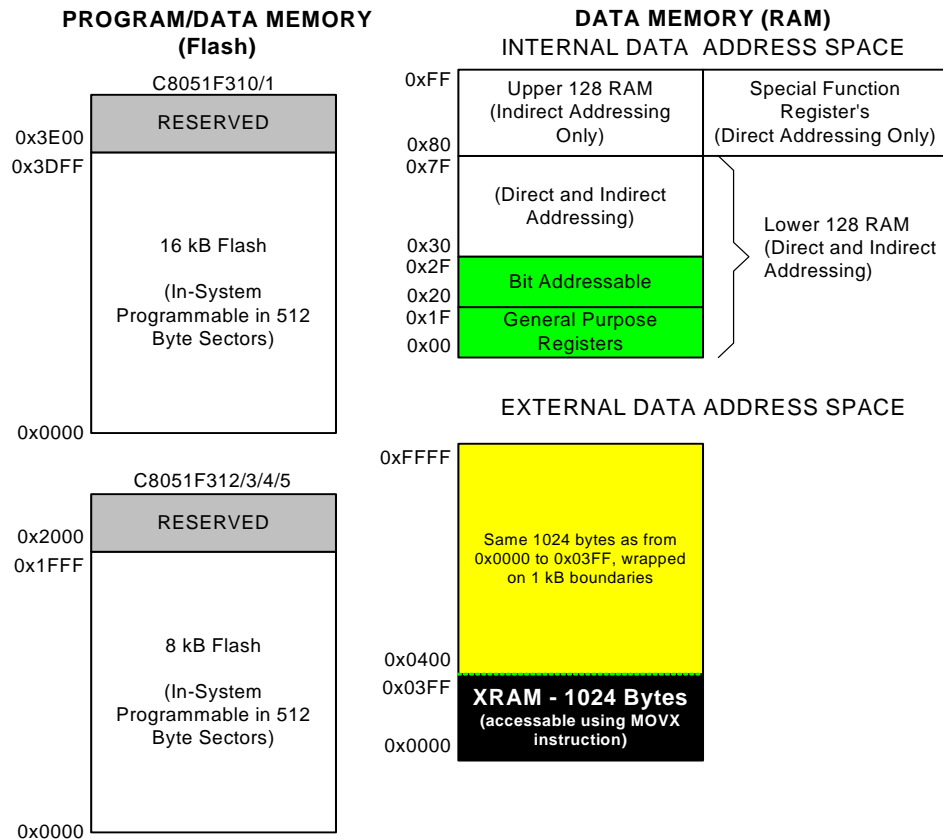 PROGRAM/DATA MEMORY
(Flash)
C8051F310/1
RESERVED
0x3E00
0x3DFF
16 kB Flash
(In-System
Programmable in 512
Byte Sectors)
0x0000
C8051F312/3/4/5
RESERVED
0x2000
0x1FFF
8 kB Flash
(In-System
Programmable in 512
Byte Sectors)
0x0000
DATA MEMORY (RAM)
INTERNAL DATA ADDRESS SPACE
0xFF
Upper 128 RAM
(Indirect Addressing
Only)
0x80
Special Function
Register's
(Direct Addressing Only)
0x7F
(Direct and Indirect
Addressing)
0x30
0x2F
Bit Addressable
0x20
0x1F
General Purpose
Registers
0x00
Lower 128 RAM
(Direct and Indirect
Addressing)
EXTERNAL DATA ADDRESS SPACE
0xFFFF
Same 1024 bytes as from
0x0000 to 0x03FF, wrapped
on 1 kB boundaries
0x0400
0x03FF
XRAM - 1024 Bytes
(accessable using MOVX
instruction)
0x0000